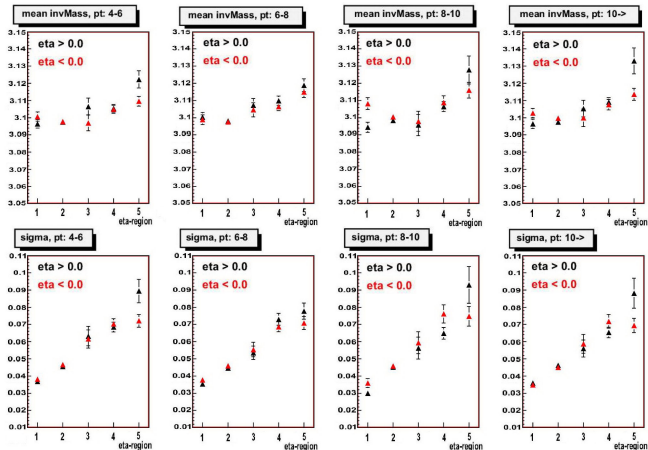 mean invMass, pt: 4-6
3.15
3.14
3.13
3.12
3.11
3.1
3.09
3.08
3.07
3.06
3.05
eta > 0.0
eta < 0.0
1 2 3 4 5
eta-region
mean invMass, pt: 6-8
3.15
3.14
3.13
3.12
3.11
3.1
3.09
3.08
3.07
3.06
3.05
eta > 0.0
eta < 0.0
1 2 3 4 5
eta-region
mean invMass, pt: 8-10
3.15
3.14
3.13
3.12
3.11
3.1
3.09
3.08
3.07
3.06
3.05
eta > 0.0
eta < 0.0
1 2 3 4 5
eta-region
mean invMass, pt: 10->
3.15
3.14
3.13
3.12
3.11
3.1
3.09
3.08
3.07
3.06
3.05
eta > 0.0
eta < 0.0
1 2 3 4 5
eta-region
sigma, pt: 4-6
0.11
0.1
0.09
0.08
0.07
0.06
0.05
0.04
0.03
0.02
0.01
eta > 0.0
eta < 0.0
1 2 3 4 5
eta-region
sigma, pt: 6-8
0.11
0.1
0.09
0.08
0.07
0.06
0.05
0.04
0.03
0.02
0.01
eta > 0.0
eta < 0.0
1 2 3 4 5
eta-region
sigma, pt: 8-10
0.11
0.1
0.09
0.08
0.07
0.06
0.05
0.04
0.03
0.02
0.01
eta > 0.0
eta < 0.0
1 2 3 4 5
eta-region
sigma, pt: 10->
0.11
0.1
0.09
0.08
0.07
0.06
0.05
0.04
0.03
0.02
0.01
eta > 0.0
eta < 0.0
1 2 3 4 5
eta-region